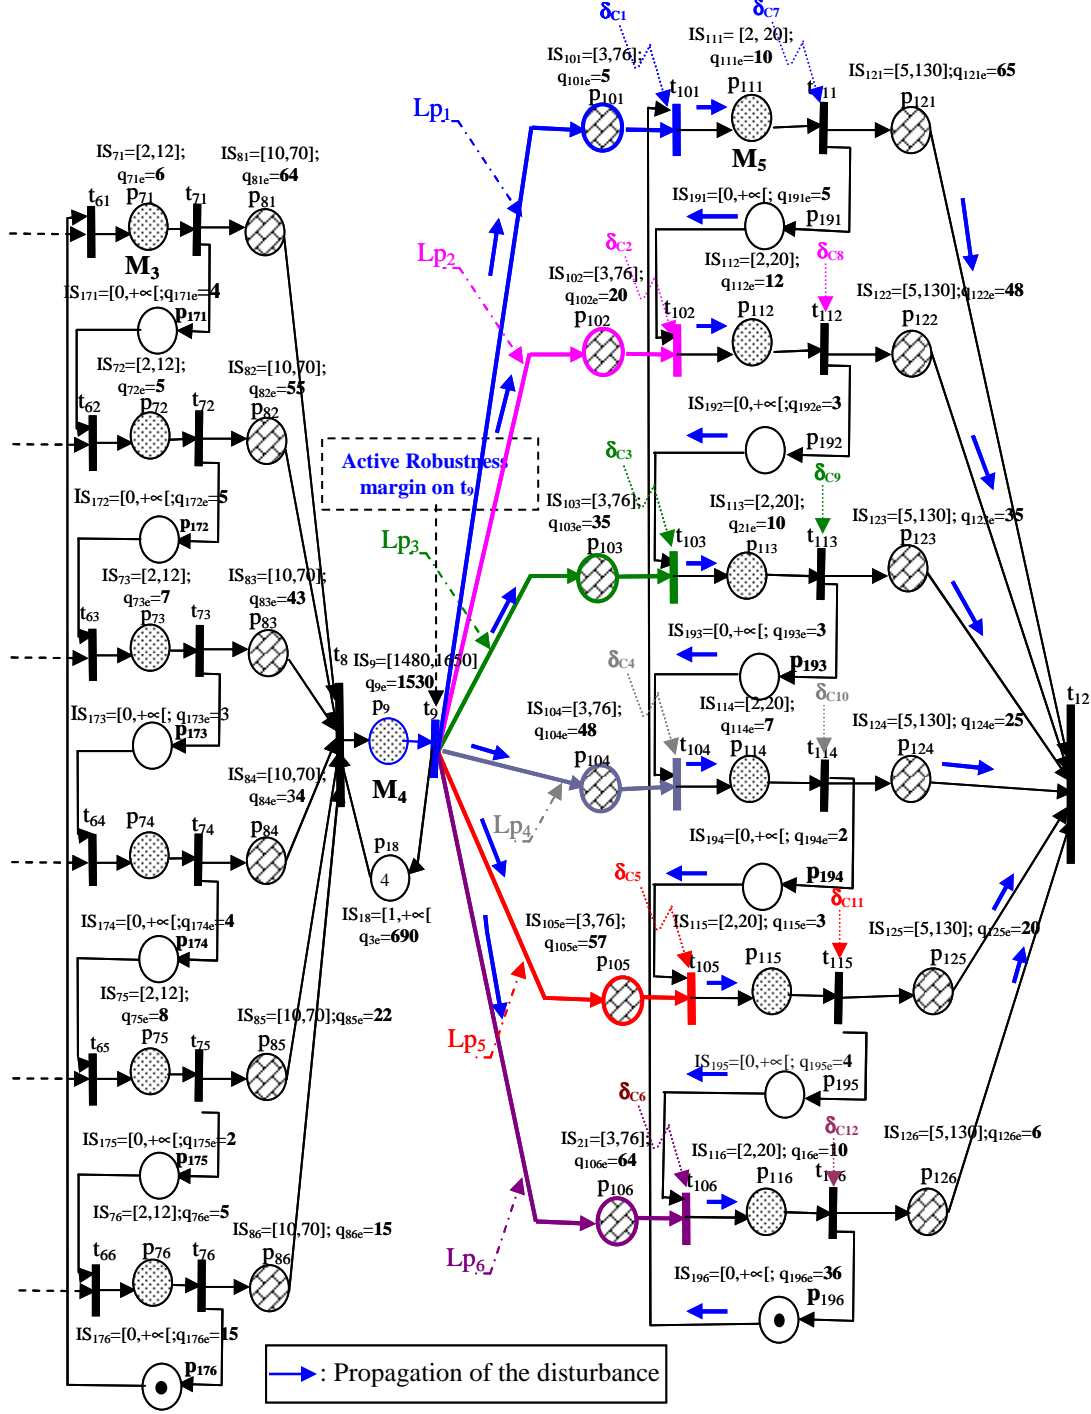 δC1
δC7
IS111= [2, 20];
q111e=10
IS101=[3,76];
q101e=5
IS121=[5,130];q121e=65
t101
p111
t111
p101
p121
Lp1
M5
IS71=[2,12];
q71e=6
IS81=[10,70];
q81e=64
t61
p71
t71
p81
M3
IS191=[0,+∞[; q191e=5
p191
Lp2
δC2
δC8
IS112=[2,20];
q112e=12
IS102=[3,76];
q102e=20
IS122=[5,130];q122e=48
IS171=[0,+∞[;q171e=4
p171
p102
t102
p112
t112
p122
IS72=[2,12];
q72e=5
IS82=[10,70];
q82e=55
t62
p72
t72
p82
IS192=[0,+∞[;q192e=3
p192
Active Robustness
margin on t9
δC3
δC9
IS172=[0,+∞[;q172e=5
p172
IS103=[3,76];
q103e=35
IS113=[2,20];
q21e=10
IS123=[5,130]; q123e=35
Lp3
p103
t103
p113
t113
p123
IS73=[2,12];
q73e=7
IS83=[10,70];
q83e=43
t63
p73
t73
p83
IS193=[0,+∞[; q193e=3
p193
t8
IS9=[1480,1650]
q9e=1530
δC4
δC10
p9
t9
M4
IS173=[0,+∞[; q173e=3
p173
IS104=[3,76];
q104e=48
IS114=[2,20];
q114e=7
IS124=[5,130]; q124e=25
t12
p104
t104
p114
t114
p124
IS84=[10,70];
q84e=34
t64
p74
t74
p84
Lp4
IS194=[0,+∞[; q194e=2
p194
p18
4
IS18=[1,+∞[
q3e=690
δC5
δC11
IS174=[0,+∞[;q174e=4
p174
IS105e=[3,76];
q105e=57
IS115=[2,20]; q115e=3
IS125=[5,130]; q125e=20
p105
t105
p115
t115
p125
IS75=[2,12];
q75e=8
IS85=[10,70];q85e=22
t65
p75
t75
p85
Lp5
IS195=[0,+∞[; q195e=4
p195
δC6
δC12
IS175=[0,+∞[;q175e=2
p175
IS21=[3,76];
q106e=64
IS116=[2,20]; q16e=10
IS126=[5,130];q126e=6
p106
t106
p116
t116
p126
IS76=[2,12];q76e=5
IS86=[10,70]; q86e=15
t66
p76
t76
p86
Lp6
IS196=[0,+∞[; q196e=36
p196
IS176=[0,+∞[;q176e=15
p176
: Propagation of the disturbance